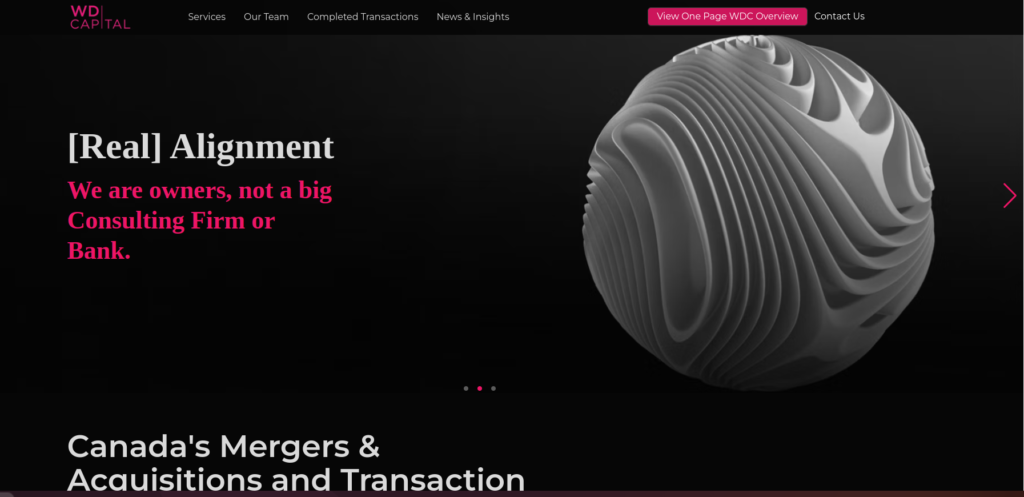 WD
CAPITAL
Services Our Team Completed Transactions News & Insights View One Page WDC Overview Contact Us
[Real] Alignment
We are owners, not a big
Consulting Firm or
Bank.
Canada's Mergers &
Acquisitions and Transaction